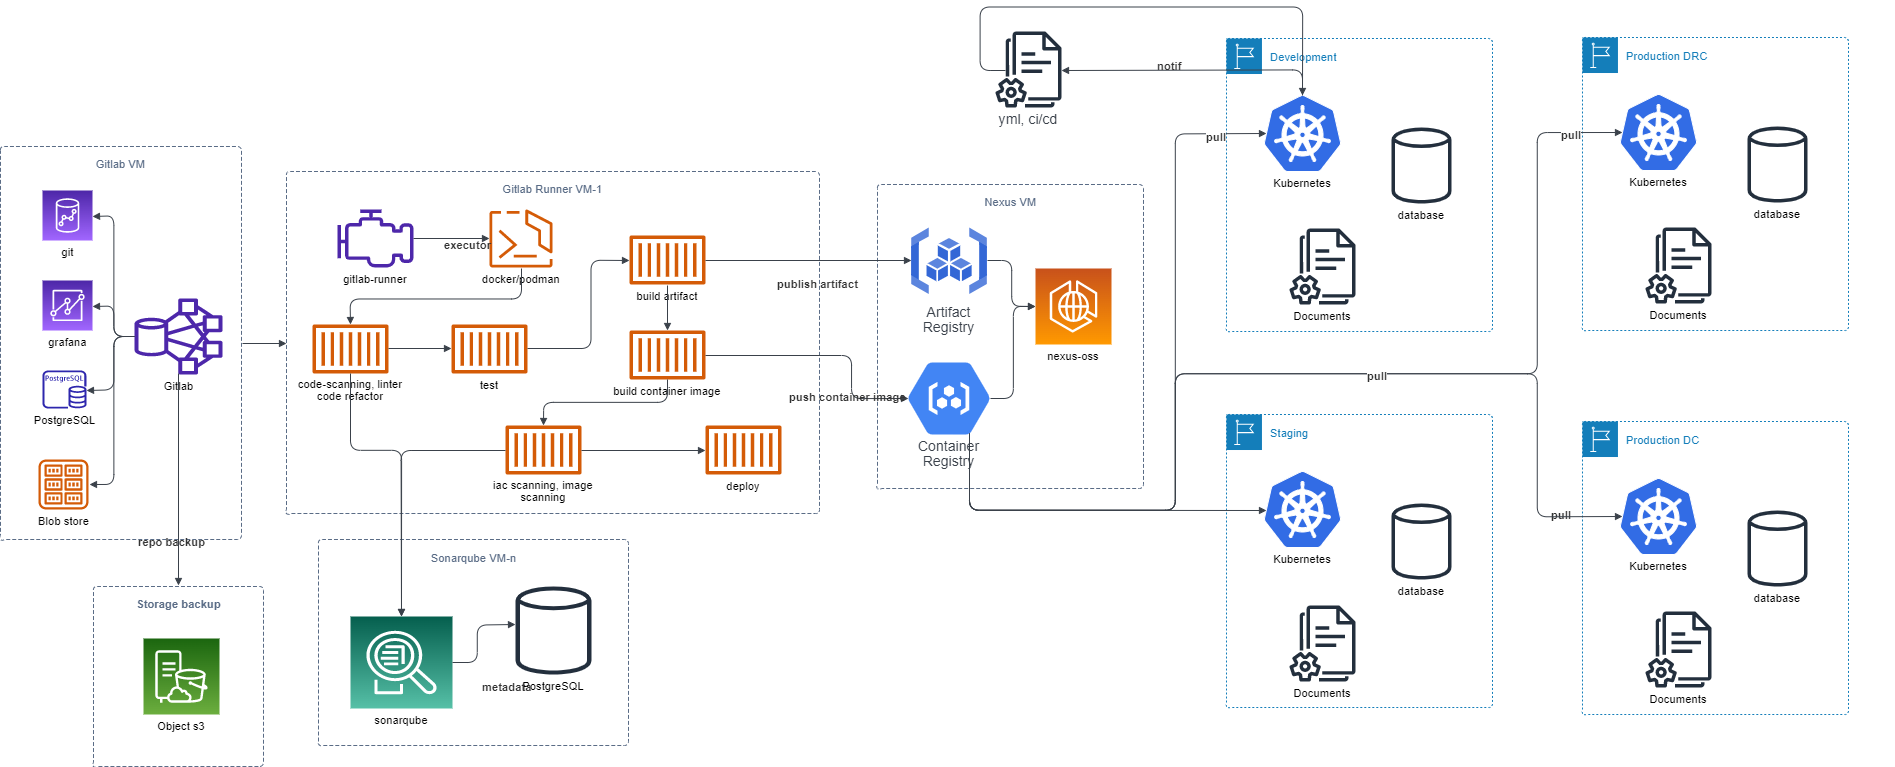 Gitlab VM
git
grafana
PostgreSQL
PostgreSQL
Blob store
Gitlab
repo backup
Storage backup
Object s3
Gitlab Runner VM-1
gitlab-runner
executor
docker/podman
code-scanning, linter
code refactor
test
build artifact
build container image
iac scanning, image
scanning
deploy
publish artifact
push container image
Sonarqube VM-n
sonarqube
metadata
PostgreSQL
Nexus VM
Artifact
Registry
Container
Registry
nexus-oss
yml, ci/cd
notif
Development
pull
Kubernetes
database
Documents
pull
Staging
Kubernetes
database
Documents
Production DRC
pull
Kubernetes
database
Documents
Production DC
pull
Kubernetes
database
Documents